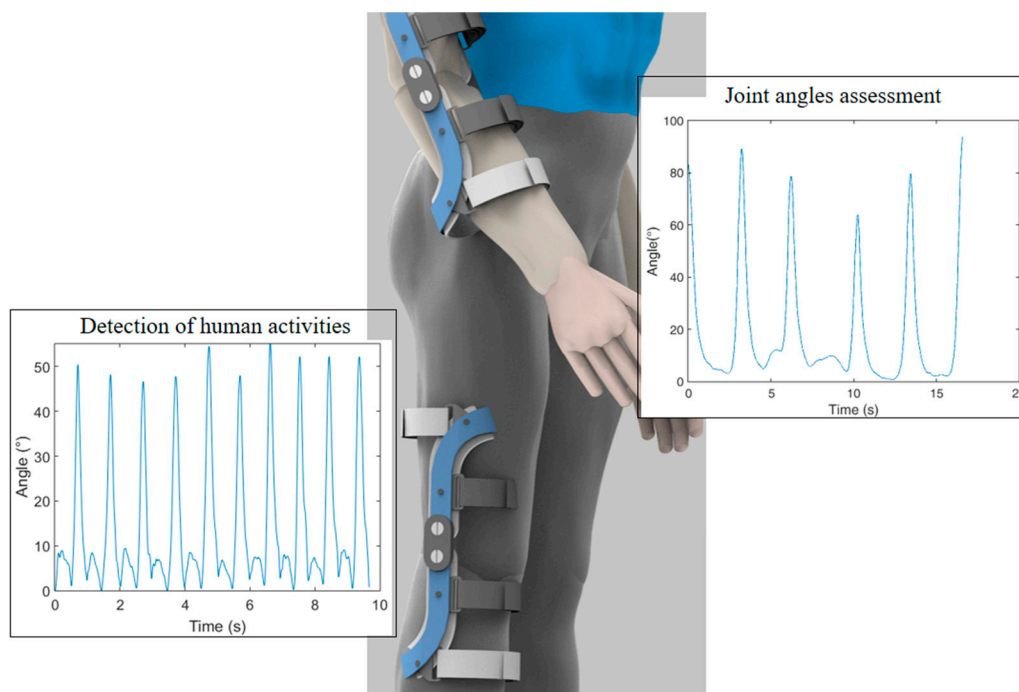 Joint angles assessment
100
80
60
40
20
0
Angle(°)
0 5 10 15 20
Time (s)
Detection of human activities
50
40
30
20
10
0
Angle (°)
0 2 4 6 8 10
Time (s)